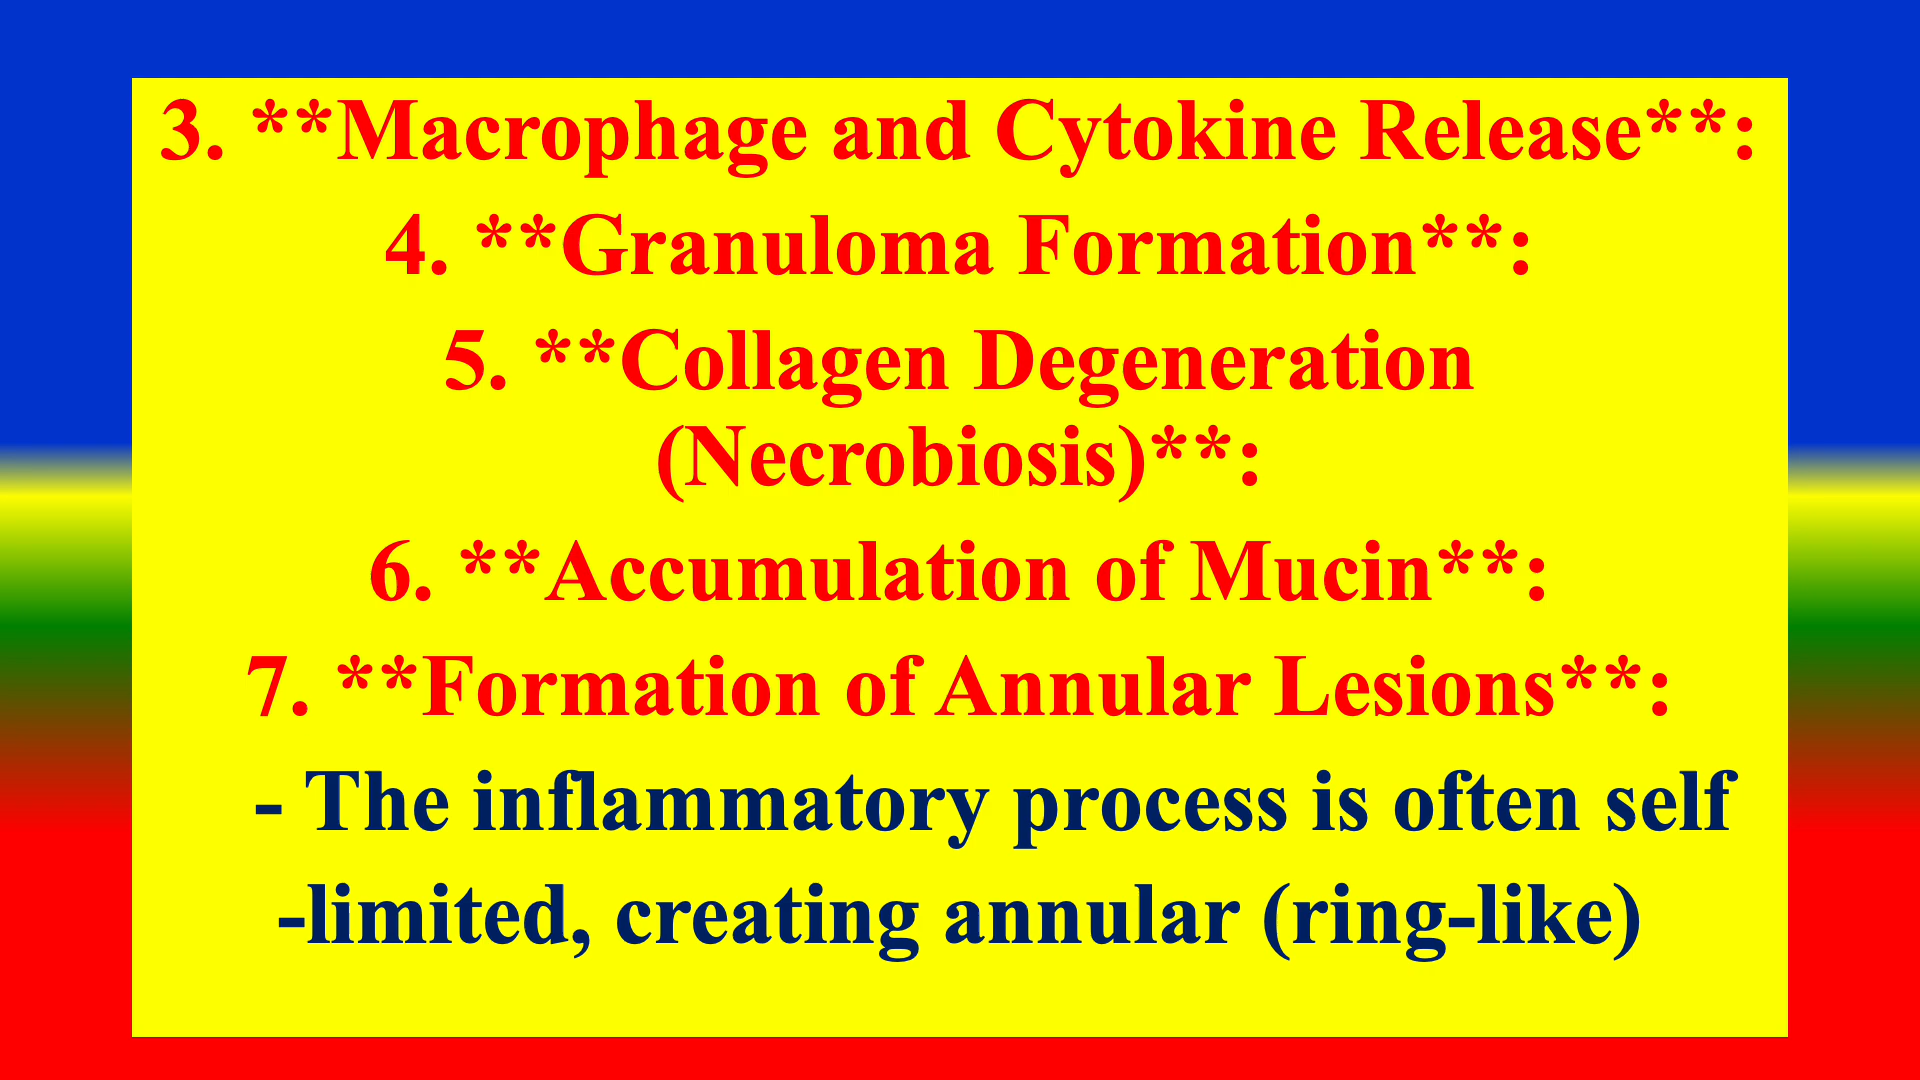 3. **Macrophage and Cytokine Release**:
4. **Granuloma Formation**:
5. **Collagen Degeneration
(Necrobiosis)**:
6. **Accumulation of Mucin**:
7. **Formation of Annular Lesions**:
- The inflammatory process is often self
-limited, creating annular (ring-like)